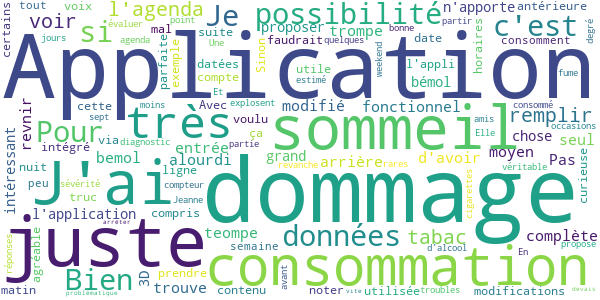 tout
voix
l'agenda
Je
possibilité
n'apporte
antérieure
certains
évaluer
point
voir
agenda
si
mal
suite
proposer
trompe
c'est
consomment
partir
jours
Une
Et
exemple
faudrait
date
quelques
bonne
Application
parfaite
datées
compte
Sinon
utile
estimé
l'appli
bémol
horaires
weekend
degré
fume
cette
moins
explosent
Avec
modifié
fonctionnel
consommé
occasions
revnir
sept
via
diagnostic
voulu
partie
remplir
amis
Elle
Pour
très
ça
sommeil
chose
seul
intéressant
intégré
bemol
entrée
grand
moyen
curieuse
nuit
alourdi
revanche
arrière
rares
d'avoir
Pas
véritable
peu
sévérité
ligne
truc
J'ai
compteur
dommage
cigarettes
l'application
compris
Jeanne
arrêter
juste
teompe
données
tabac
complète
réponses
agréable
semaine
d'alcool
En
propose
Bien
3D
prendre
avant
consommation
matin
problématique
trouve
contenu
noter
vite
utilisée
troubles
modifications
devais